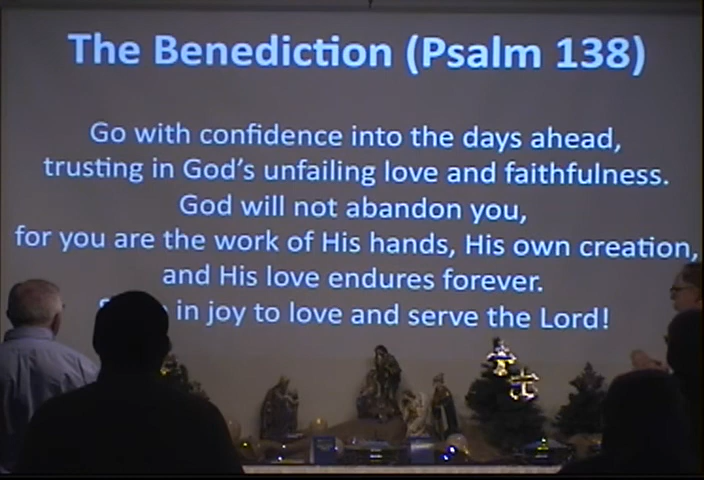 The Benediction (Psalm 138)
Go with confidence into the days ahead,
trusting in God's unfailing love and faithfulness.
God will not abandon you,
for you are the work of His hands, His own creation,
and His love endures forever.
in joy to love and serve the Lord!